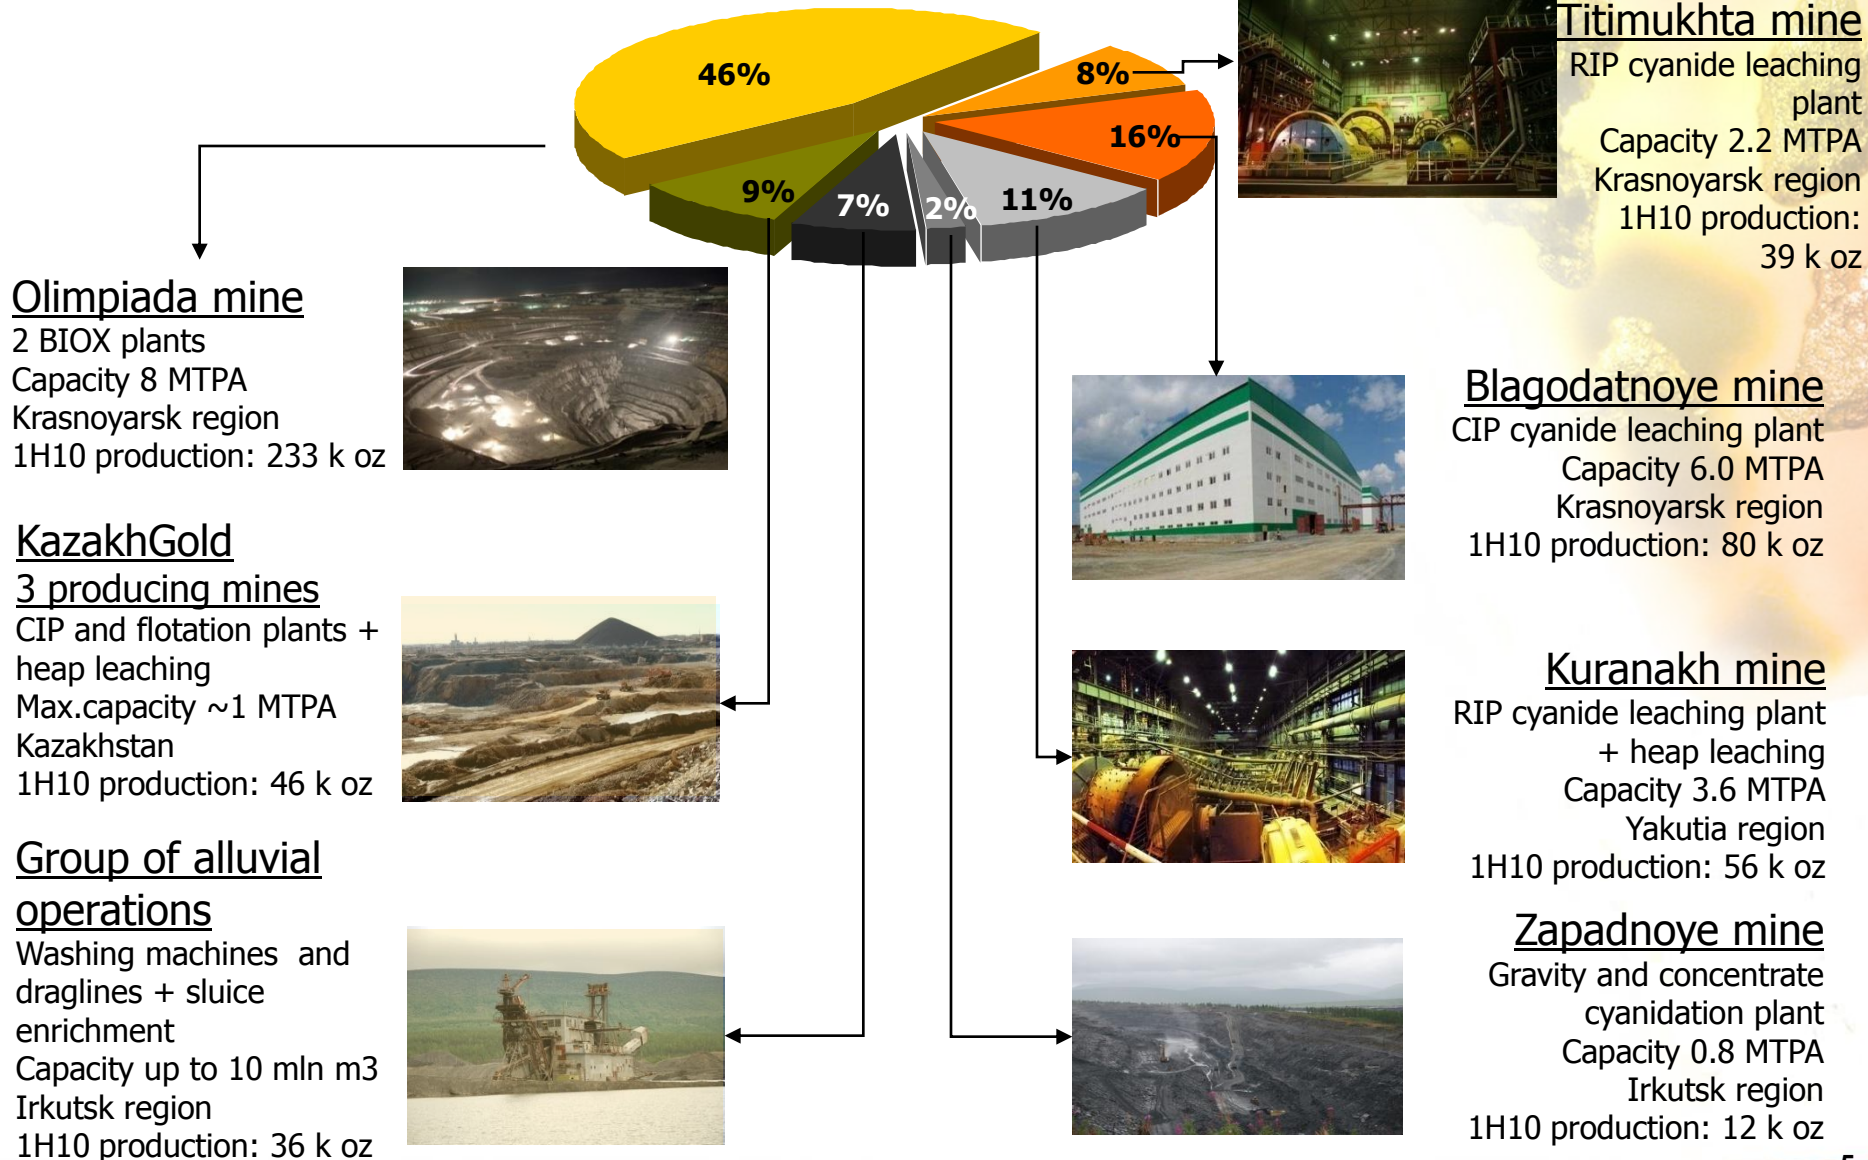 46%
8%
16%
9%
7%
2%
11%
Titimukhta mine
RIP cyanide leaching
plant
Capacity 2.2 MTPA
Krasnoyarsk region
1H10 production:
39 k oz
Olimpiada mine
2 BIOX plants
Capacity 8 MTPA
Krasnoyarsk region
1H10 production: 233 k oz
Blagodatnoye mine
CIP cyanide leaching plant
Capacity 6.0 MTPA
Krasnoyarsk region
1H10 production: 80 k oz
KazakhGold
3 producing mines
CIP and flotation plants +
heap leaching
Max.capacity ~1 MTPA
Kazakhstan
1H10 production: 46 k oz
Kuranakh mine
RIP cyanide leaching plant
+ heap leaching
Capacity 3.6 MTPA
Yakutia region
1H10 production: 56 k oz
Group of alluvial
operations
Washing machines  and
draglines + sluice
enrichment
Capacity up to 10 mln m3
Irkutsk region
1H10 production: 36 k oz
Zapadnoye mine
Gravity and concentrate
cyanidation plant
Capacity 0.8 MTPA
Irkutsk region
1H10 production: 12 k oz